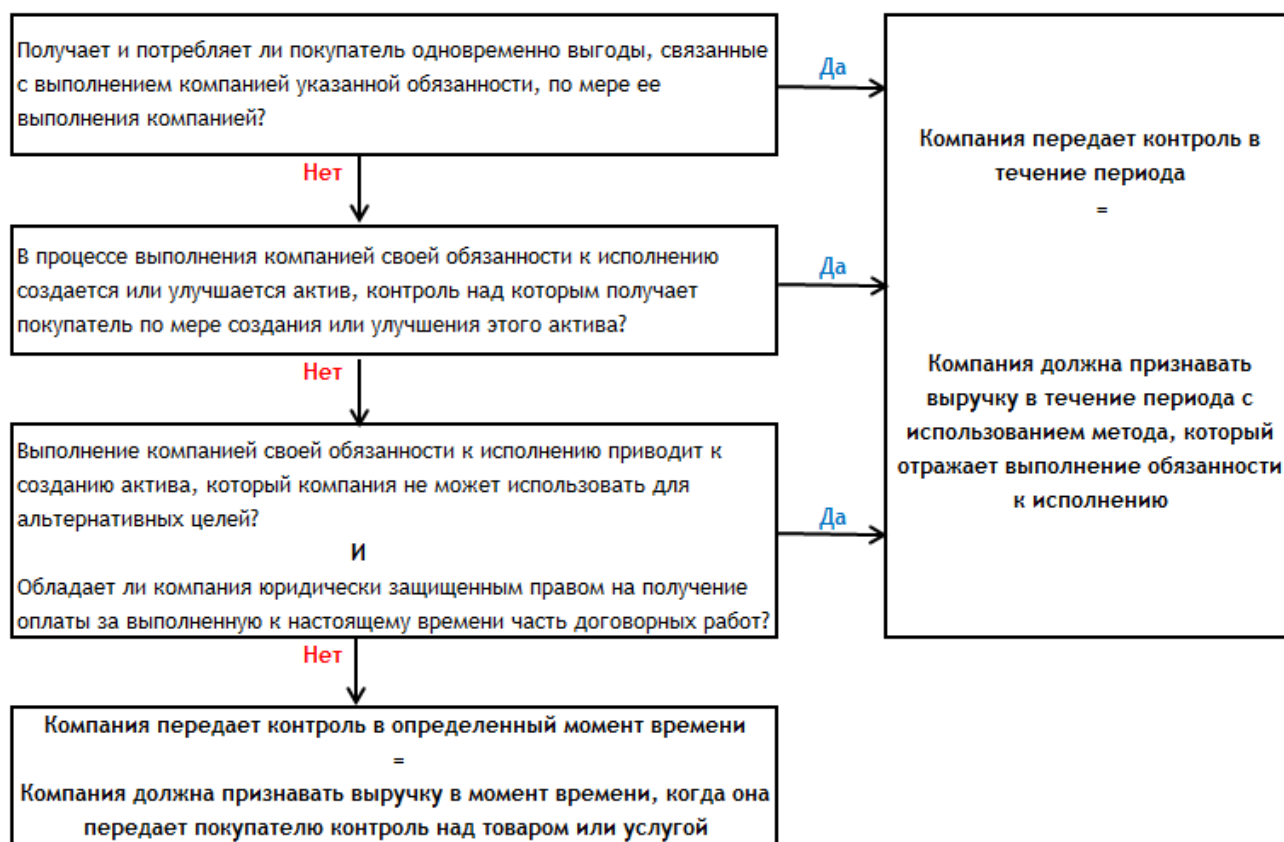 Получает и потребляет ли покупатель одновременно выгоды, связанные
с выполнением компанией указанной обязанности, по мере ее
выполнения компанией?
Да
Нет
В процессе выполнения компанией своей обязанности к исполнению
создается или улучшается актив, контроль над которым получает
покупатель по мере создания или улучшения этого актива?
Да
Нет
Выполнение компанией своей обязанности к исполнению приводит к
созданию актива, который компания не может использовать для
альтернативных целей?
И
Обладает ли компания юридически защищенным правом на получение
оплаты за выполненную к настоящему времени часть договорных работ?
Да
Нет
Компания передает контроль в определенный момент времени
=
Компания должна признавать выручку в момент времени, когда она
передает покупателю контроль над товаром или услугой
Компания передает контроль в
течение периода
=
Компания должна признавать
выручку в течение периода с
использованием метода, который
отражает выполнение обязанности
к исполнению